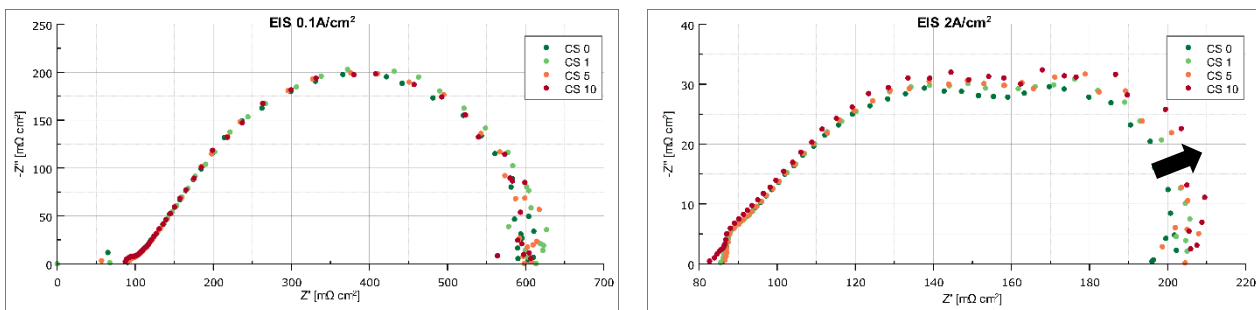 EIS 0.1A/cm²
250
200
150
100
50
0
-Z'' [mΩ cm²]
0 100 200 300 400 500 600 700
Z' [mΩ cm²]
CS 0
CS 1
CS 5
CS 10
EIS 2A/cm²
40
30
20
10
0
-Z'' [mΩ cm²]
80 100 120 140 160 180 200 220
Z' [mΩ cm²]
CS 0
CS 1
CS 5
CS 10